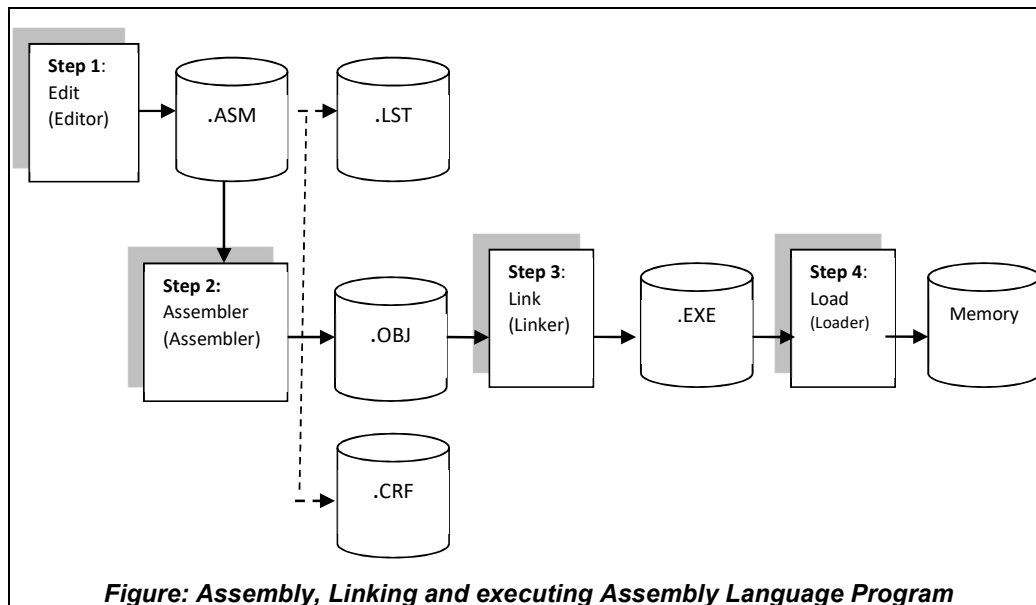 Step 1:
Edit
(Editor)
.ASM
.LST
Step 2:
Assembler
(Assembler)
.OBJ
Step 3:
Link
(Linker)
.EXE
Step 4:
Load
(Loader)
Memory
.CRF
Figure: Assembly, Linking and executing Assembly Language Program